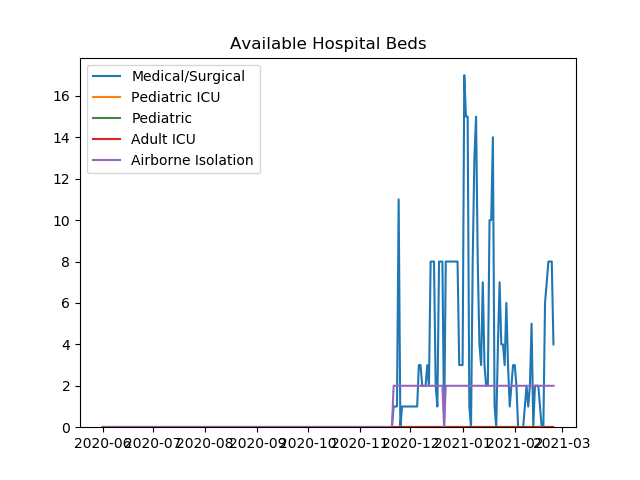 Available Hospital Beds
Medical/Surgical
Pediatric ICU
Pediatric
Adult ICU
Airborne Isolation
16
14
12
10
8
6
4
2
0
2020-06 2020-07 2020-08 2020-09 2020-10 2020-11 2020-12 2021-01 2021-02 2021-03